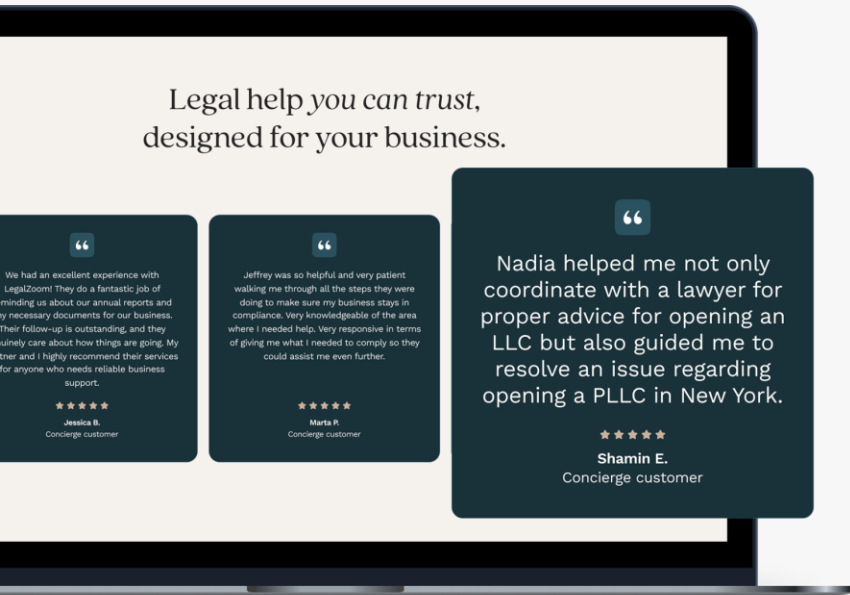 Legal help you can trust,
designed for your business.
“
We had an excellent experience with
LegalZoom! They do a fantastic job of
our annual reports and
necessary documents for our business.
Their follow-up is outstanding, and they
care about how things are going. My
and I highly recommend their services
for anyone who needs reliable business
support.
Jessica B.
Concierge customer
“
Jeffrey was so helpful and very patient
walking me through all the steps they were
doing to make sure my business stays in
compliance. Very knowledgeable of the area
where I needed help. Very responsive in terms
of giving me what I needed to comply so they
could assist me even further.
Marta P.
Concierge customer
“
Nadia helped me not only
coordinate with a lawyer for
proper advice for opening an
LLC but also guided me to
resolve an issue regarding
opening a PLLC in New York.
Shamin E.
Concierge customer